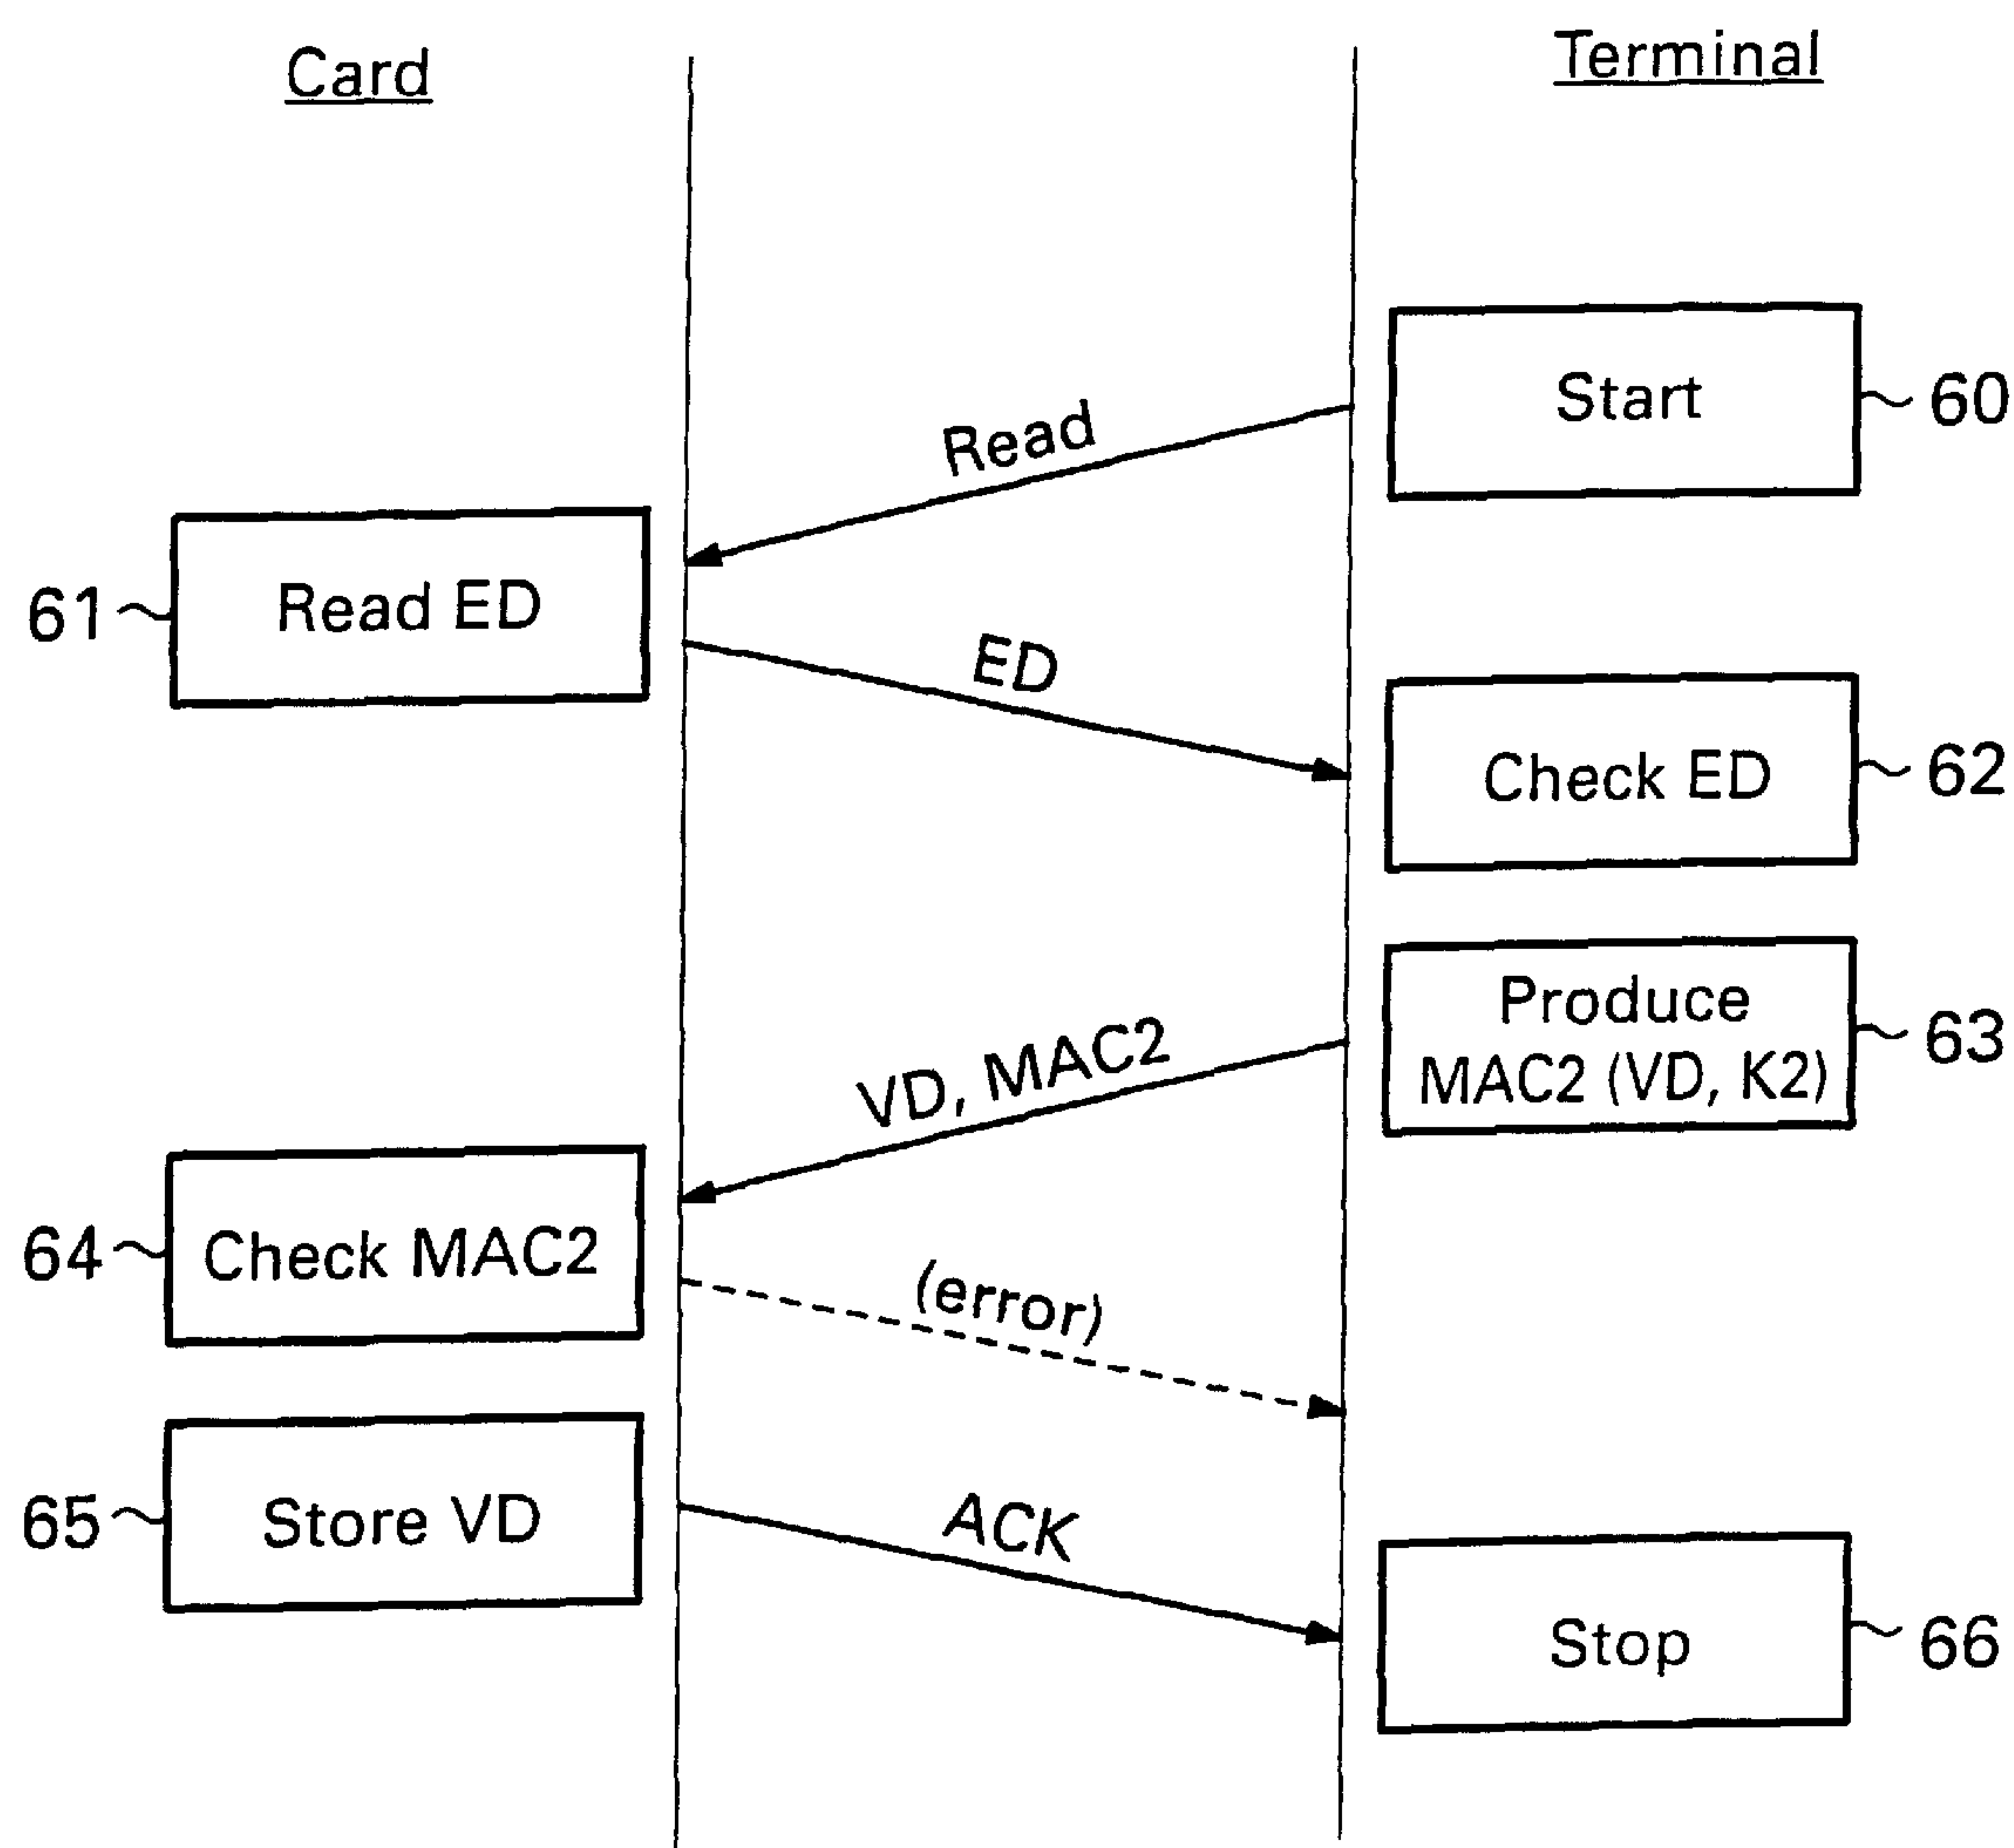 Card
Terminal
Start
60
Read
Read ED
61
ED
Check ED
62
Produce
MAC2 (VD, K2)
63
VD, MAC2
Check MAC2
64
(error)
Store VD
65
ACK
Stop
66